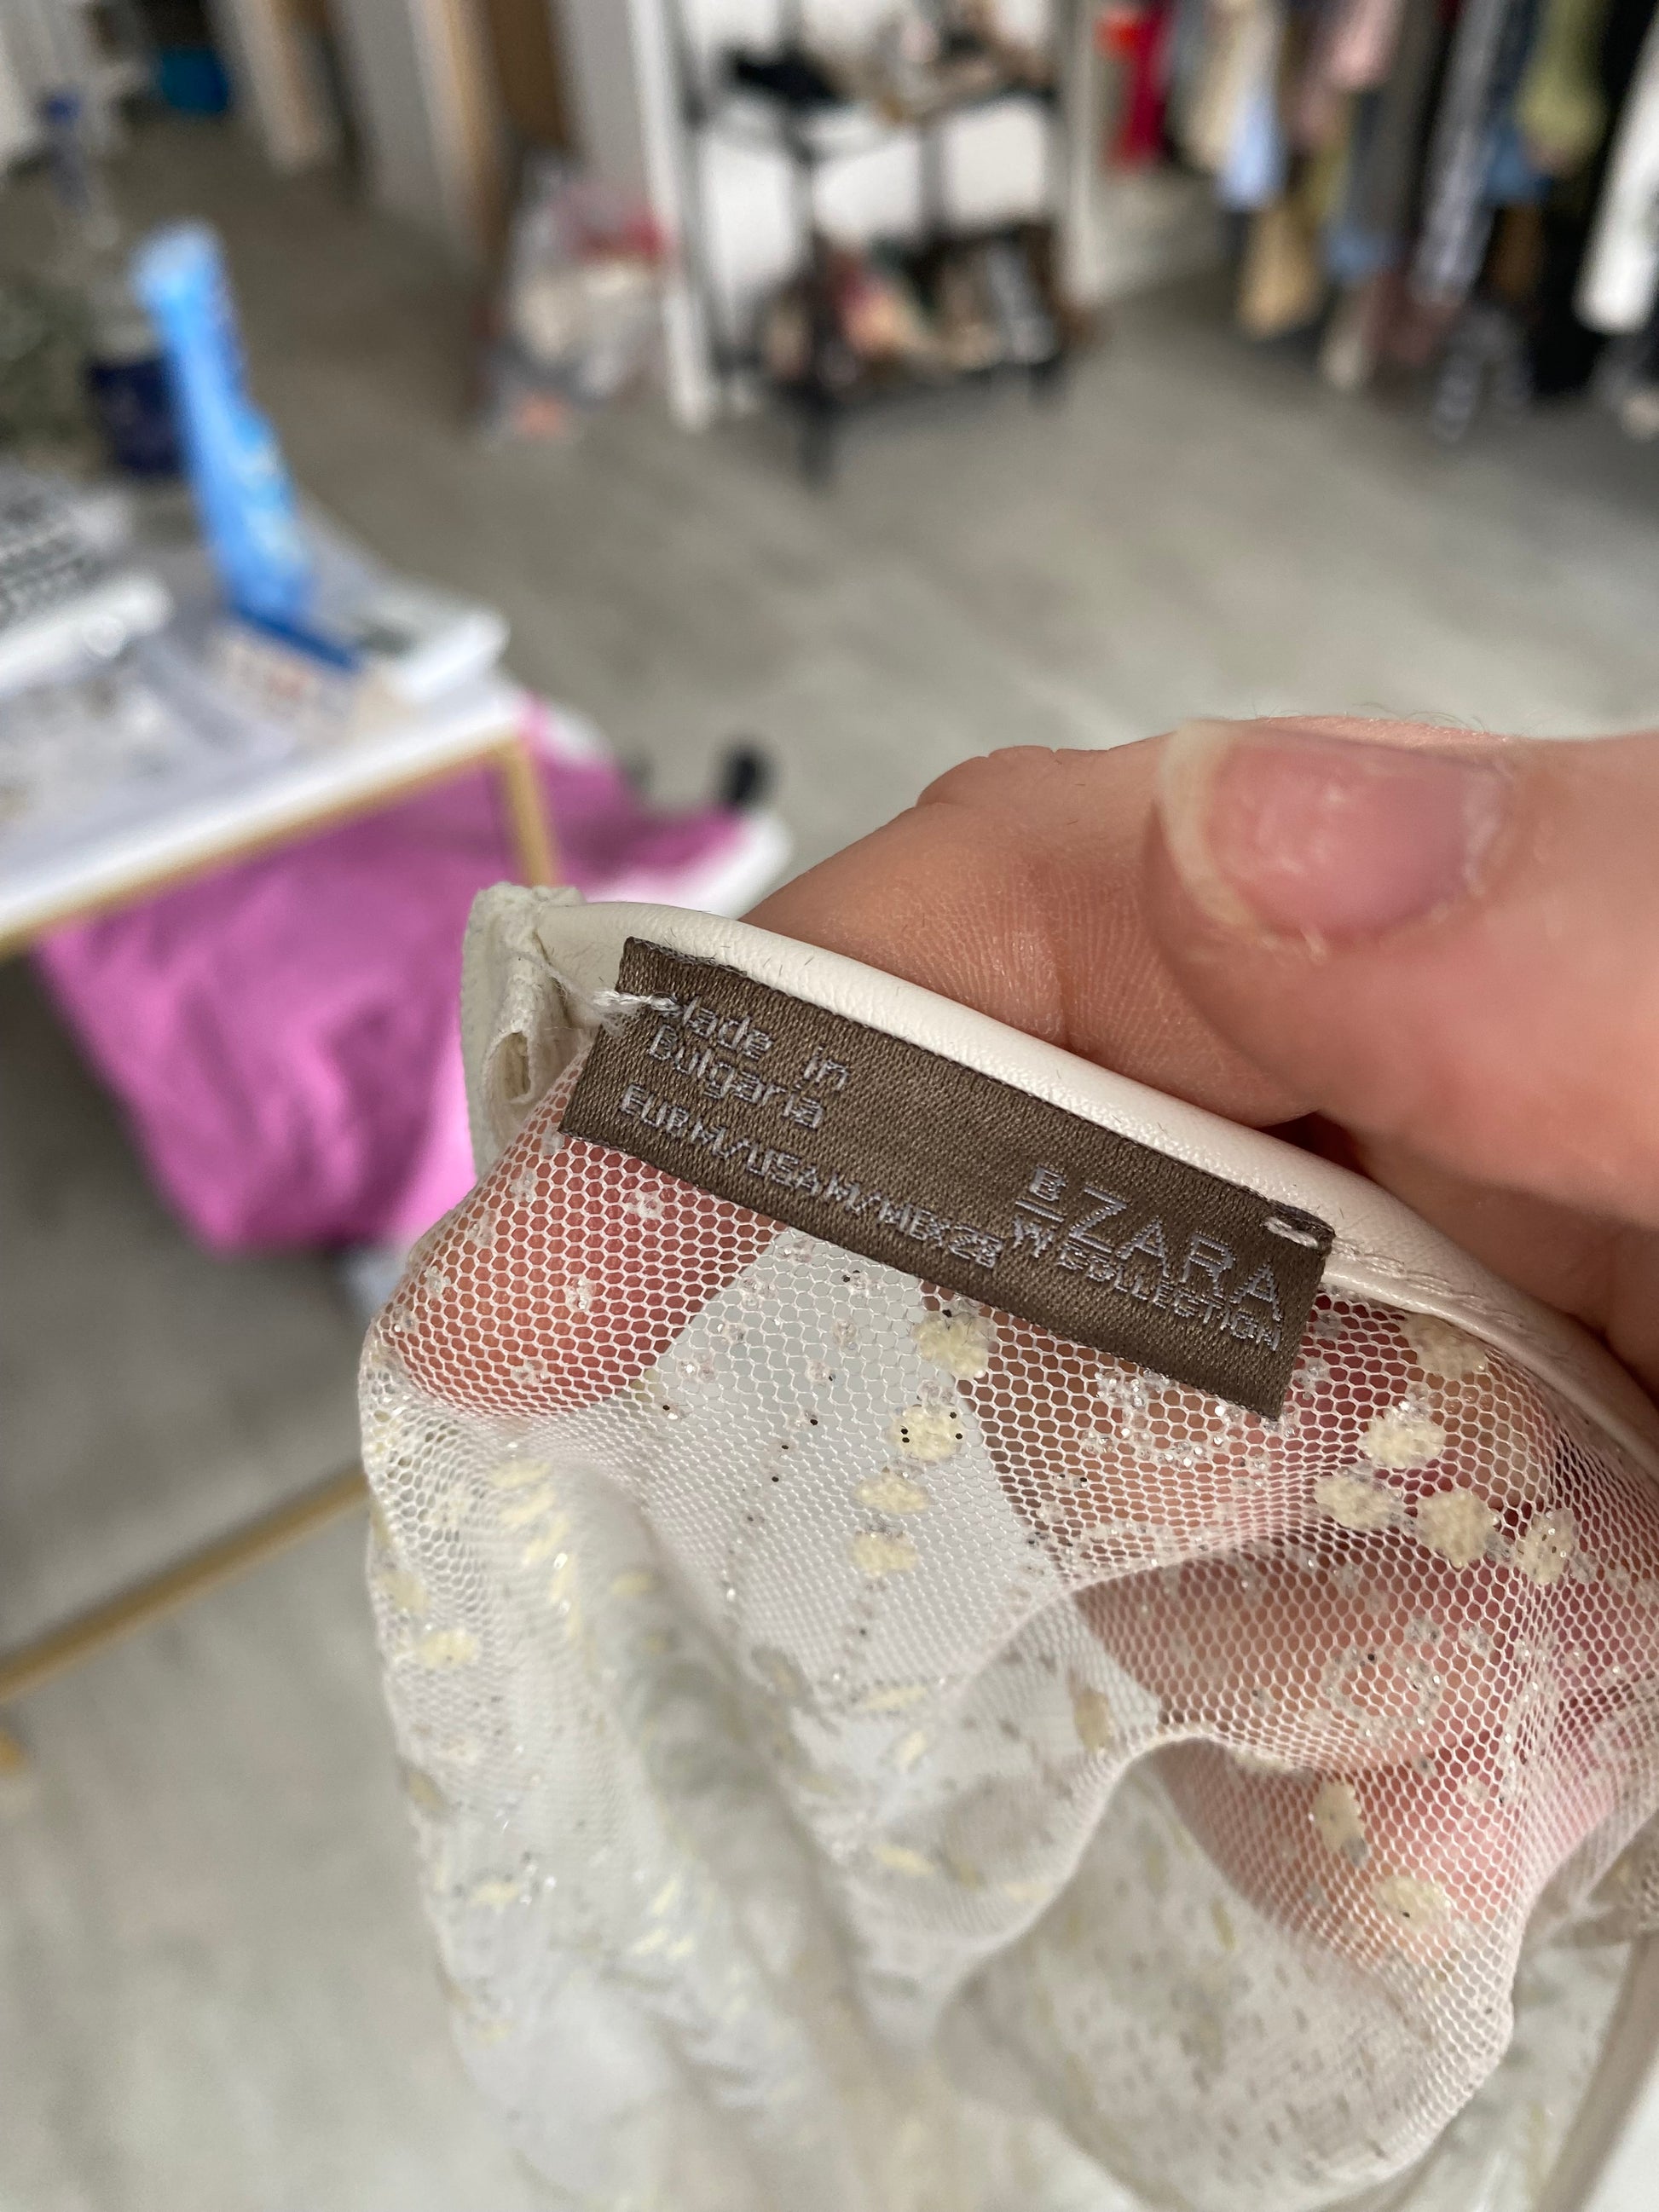 Made in
Bulgaria
EUR M/USA M/MEX 28
B ZARA
W COLLECTION